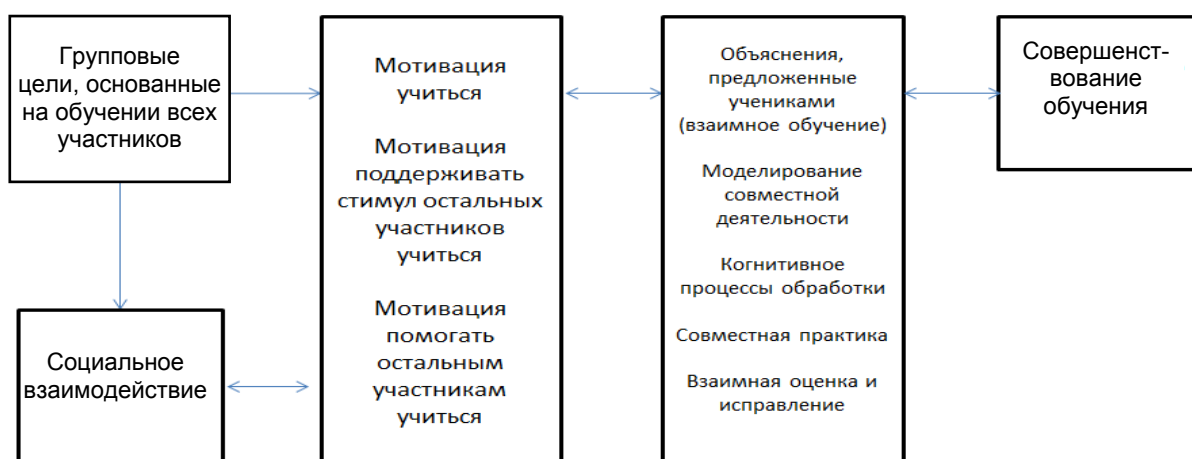 Групповые
цели, основанные
на обучении всех
участников
Социальное
взаимодействие
Мотивация
учиться
Мотивация
поддерживать
стимул остальных
участников
учиться
Мотивация
помогать
остальным
участникам
учиться
Объяснения,
предложенные
учениками
(взаимное обучение)
Моделирование
совместной
деятельности
Когнитивное
процессы обработки
Совместная практика
Взаимная оценка и
исправление
Совершенст-
вование
обучения